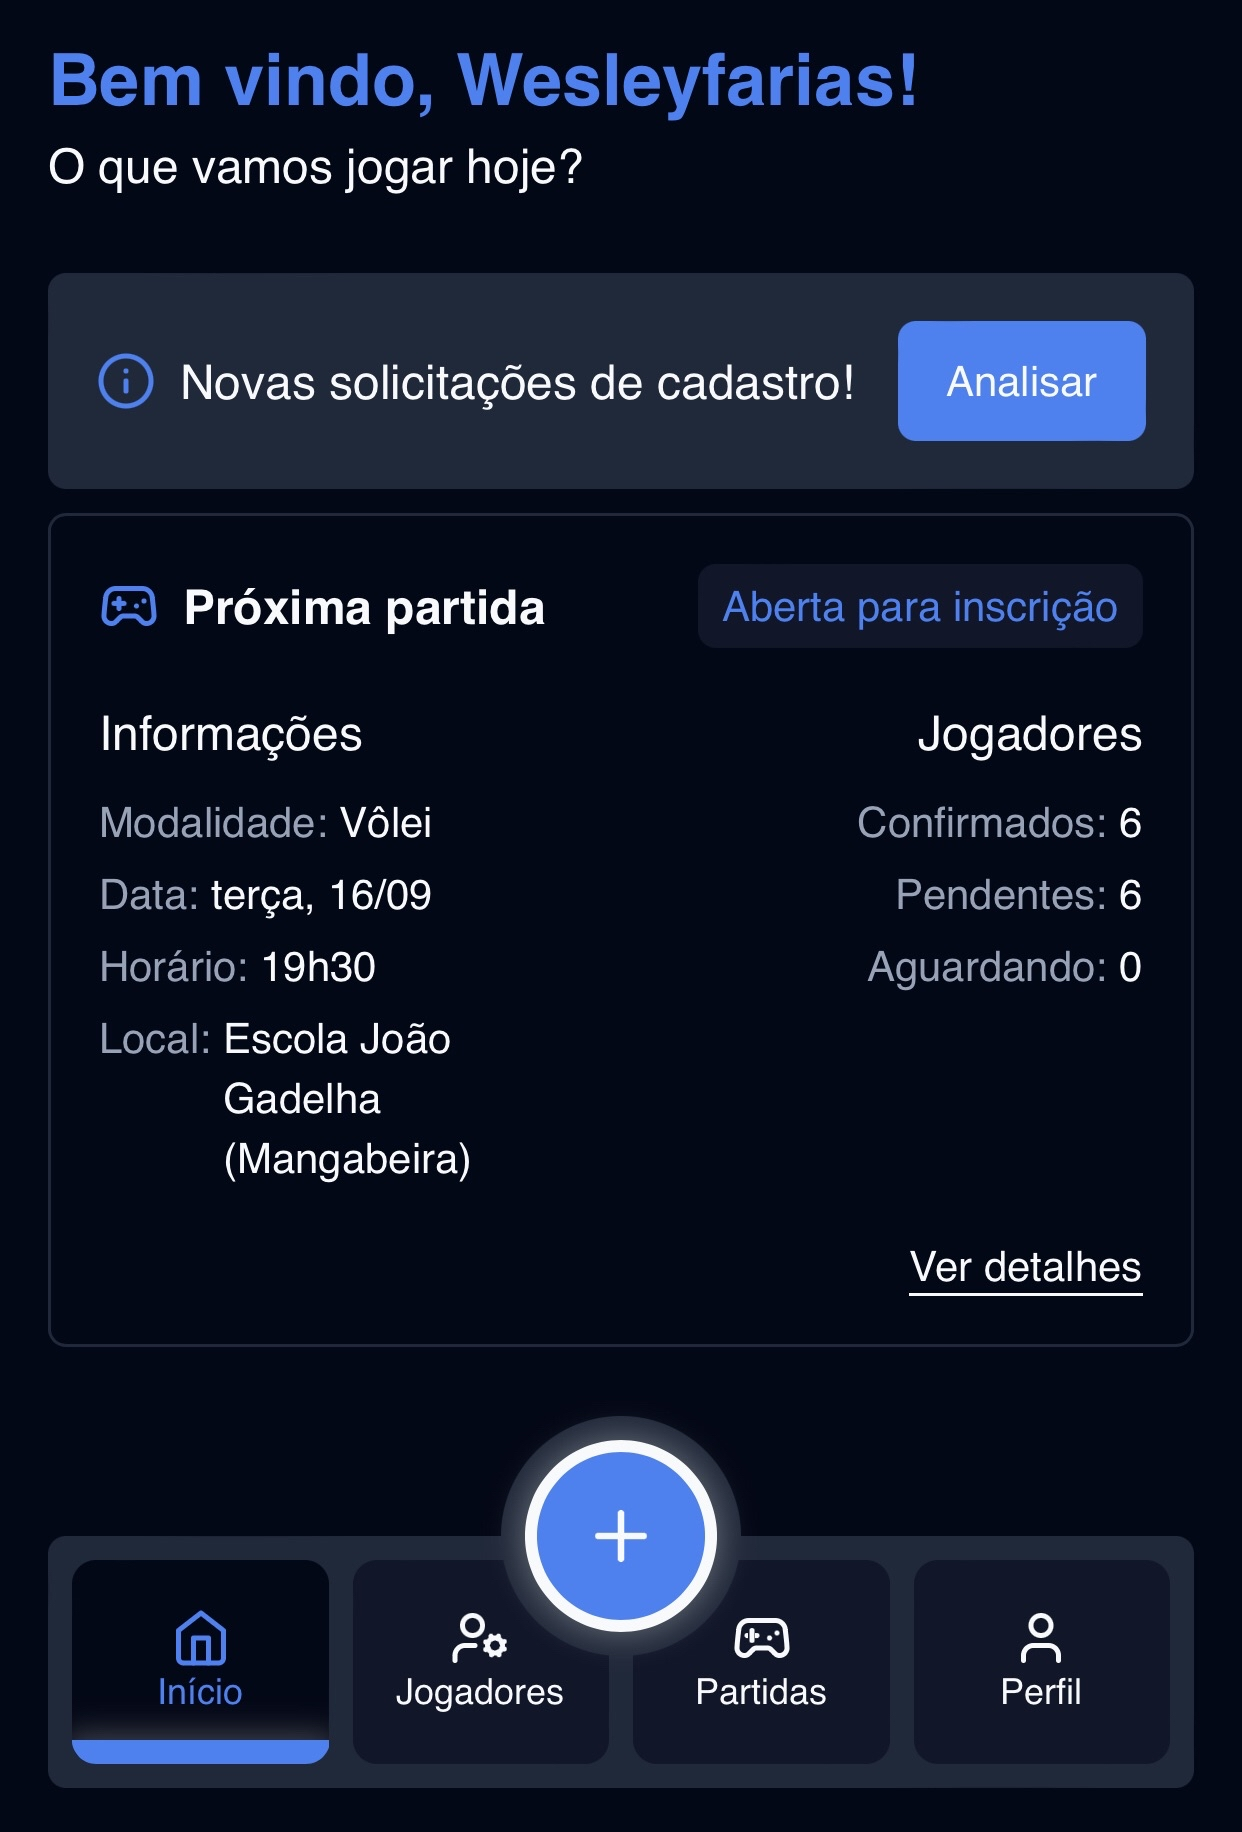 Bem vindo, Wesleyfarias!
O que vamos jogar hoje?
Novas solicitações de cadastro!
Analisar
Próxima partida
Aberta para inscrição
Informações
Modalidade: Vôlei
Data: terça, 16/09
Horário: 19h30
Local: Escola João
Gadelha
(Mangabeira)
Jogadores
Confirmados: 6
Pendentes: 6
Aguardando: 0
Ver detalhes
Início
Jogadores
Partidas
Perfil